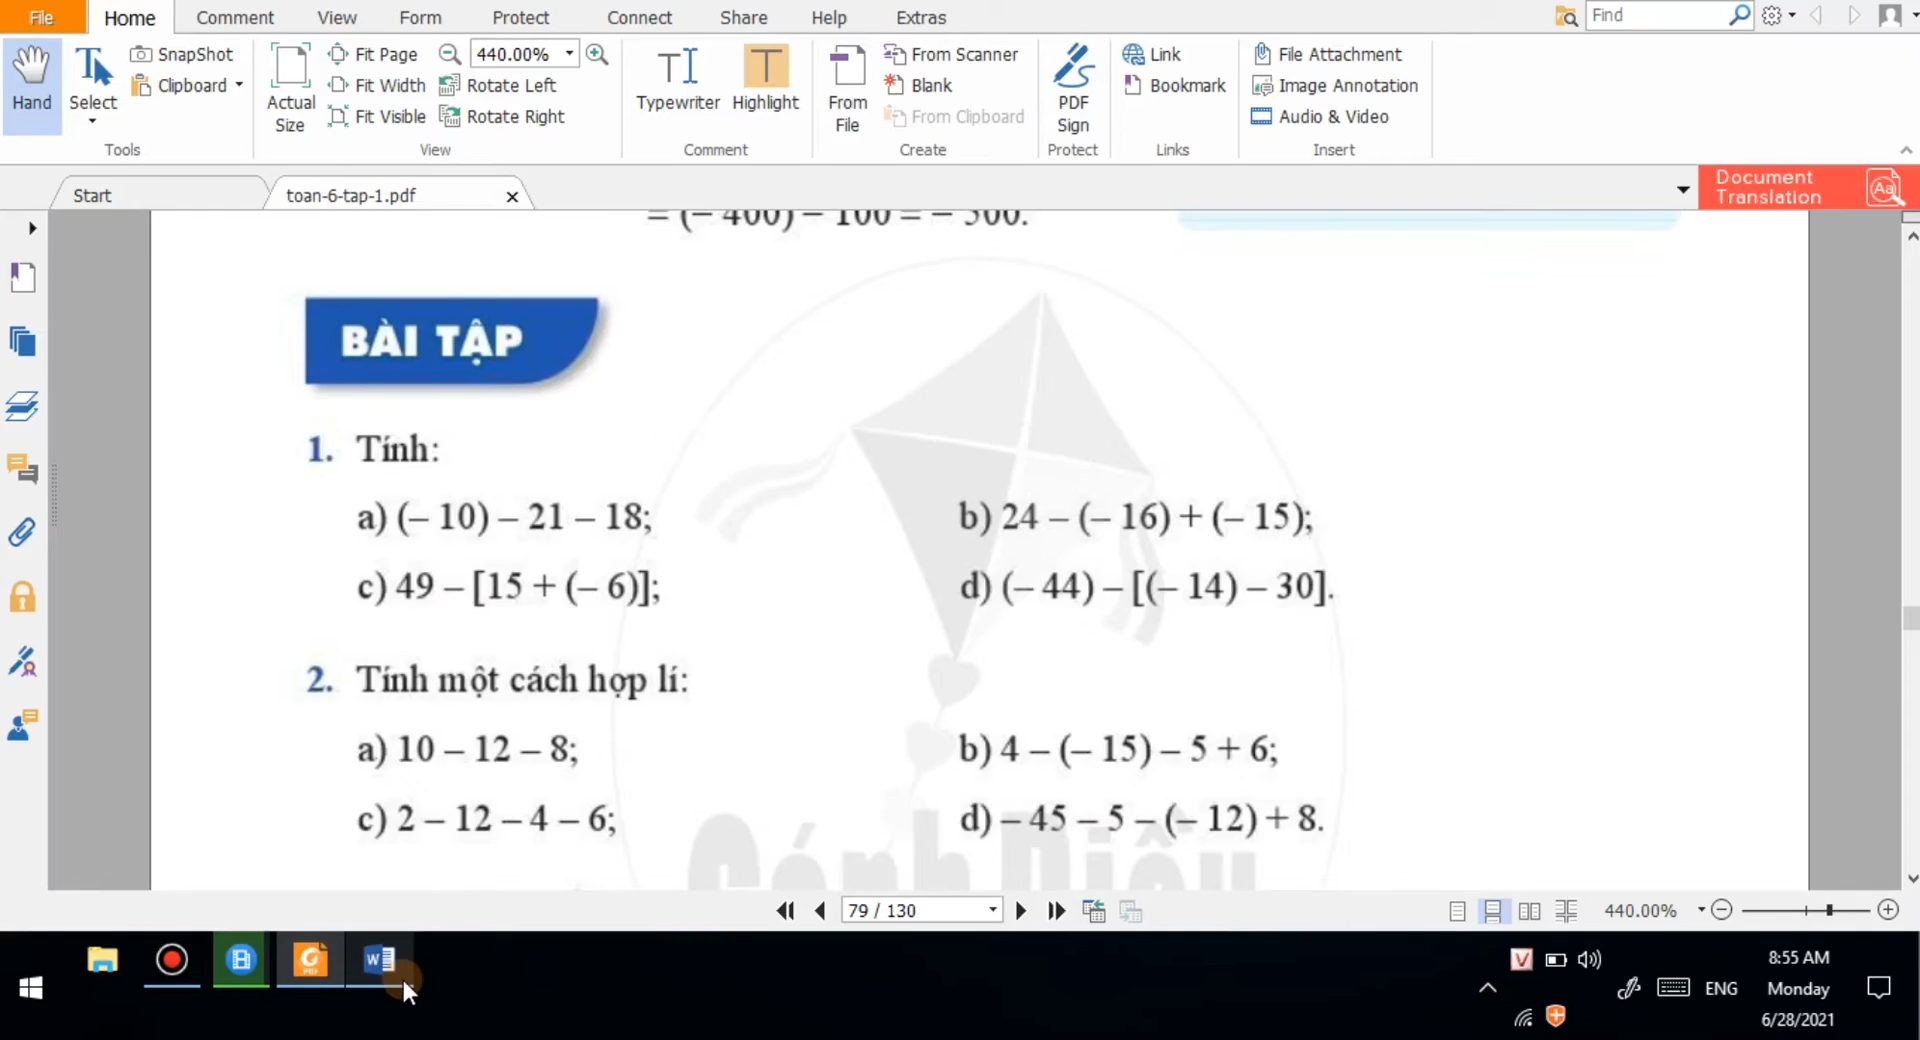 File Home Comment View Form Protect Connect Share Help Extras Find
Hand Select SnapShot Clipboard Actual Size Fit Page Fit Width Fit Visible 440.00% Rotate Left Rotate Right Typewriter Highlight From File From Scanner Blank From Clipboard PDF Sign Link Bookmark File Attachment Image Annotation Audio & Video
Tools View Comment Create Protect Links Insert
Start toan-6-tap-1.pdf Document Translation
= (– 400) – 100 = – 500.
BÀI TẬP
1. Tính:
a) (– 10) – 21 – 18; b) 24 – (– 16) + (– 15);
c) 49 – [15 + (– 6)]; d) (– 44) – [(– 14) – 30].
2. Tính một cách hợp lí:
a) 10 – 12 – 8; b) 4 – (– 15) – 5 + 6;
c) 2 – 12 – 4 – 6; d) – 45 – 5 – (– 12) + 8.
Cánh Diều
79 / 130 440.00%
8:55 AM
ENG Monday
6/28/2021